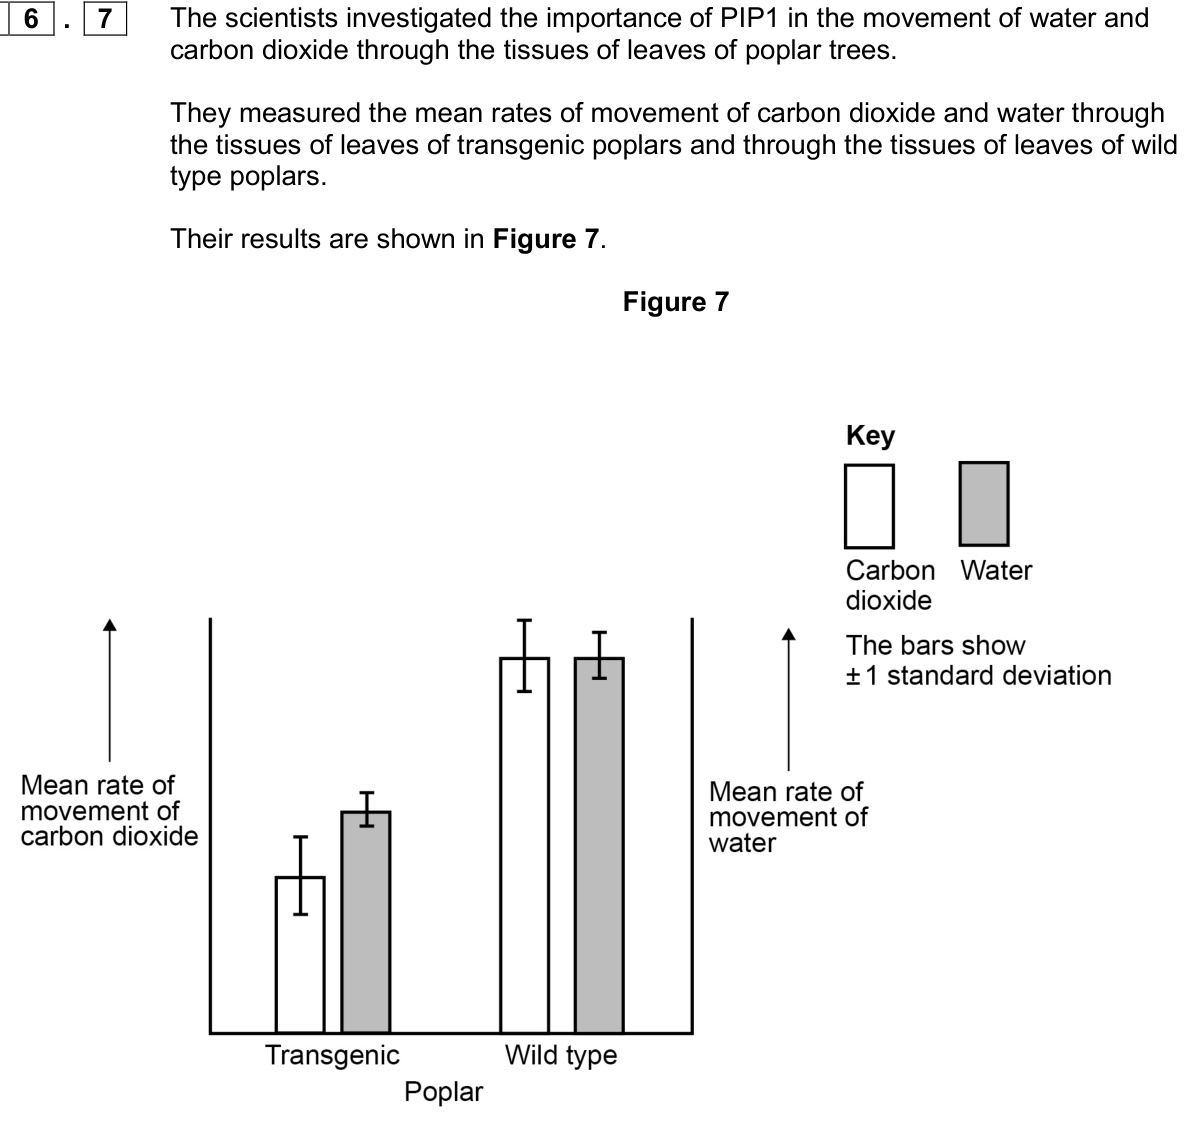 6 . 7 The scientists investigated the importance of PIP1 in the movement of water and
carbon dioxide through the tissues of leaves of poplar trees.
They measured the mean rates of movement of carbon dioxide and water through
the tissues of leaves of transgenic poplars and through the tissues of leaves of wild
type poplars.
Their results are shown in Figure 7.
Figure 7
Key
Carbon
dioxide
Water
The bars show
±1 standard deviation
Mean rate of
movement of
carbon dioxide
Mean rate of
movement of
water
Transgenic
Wild type
Poplar